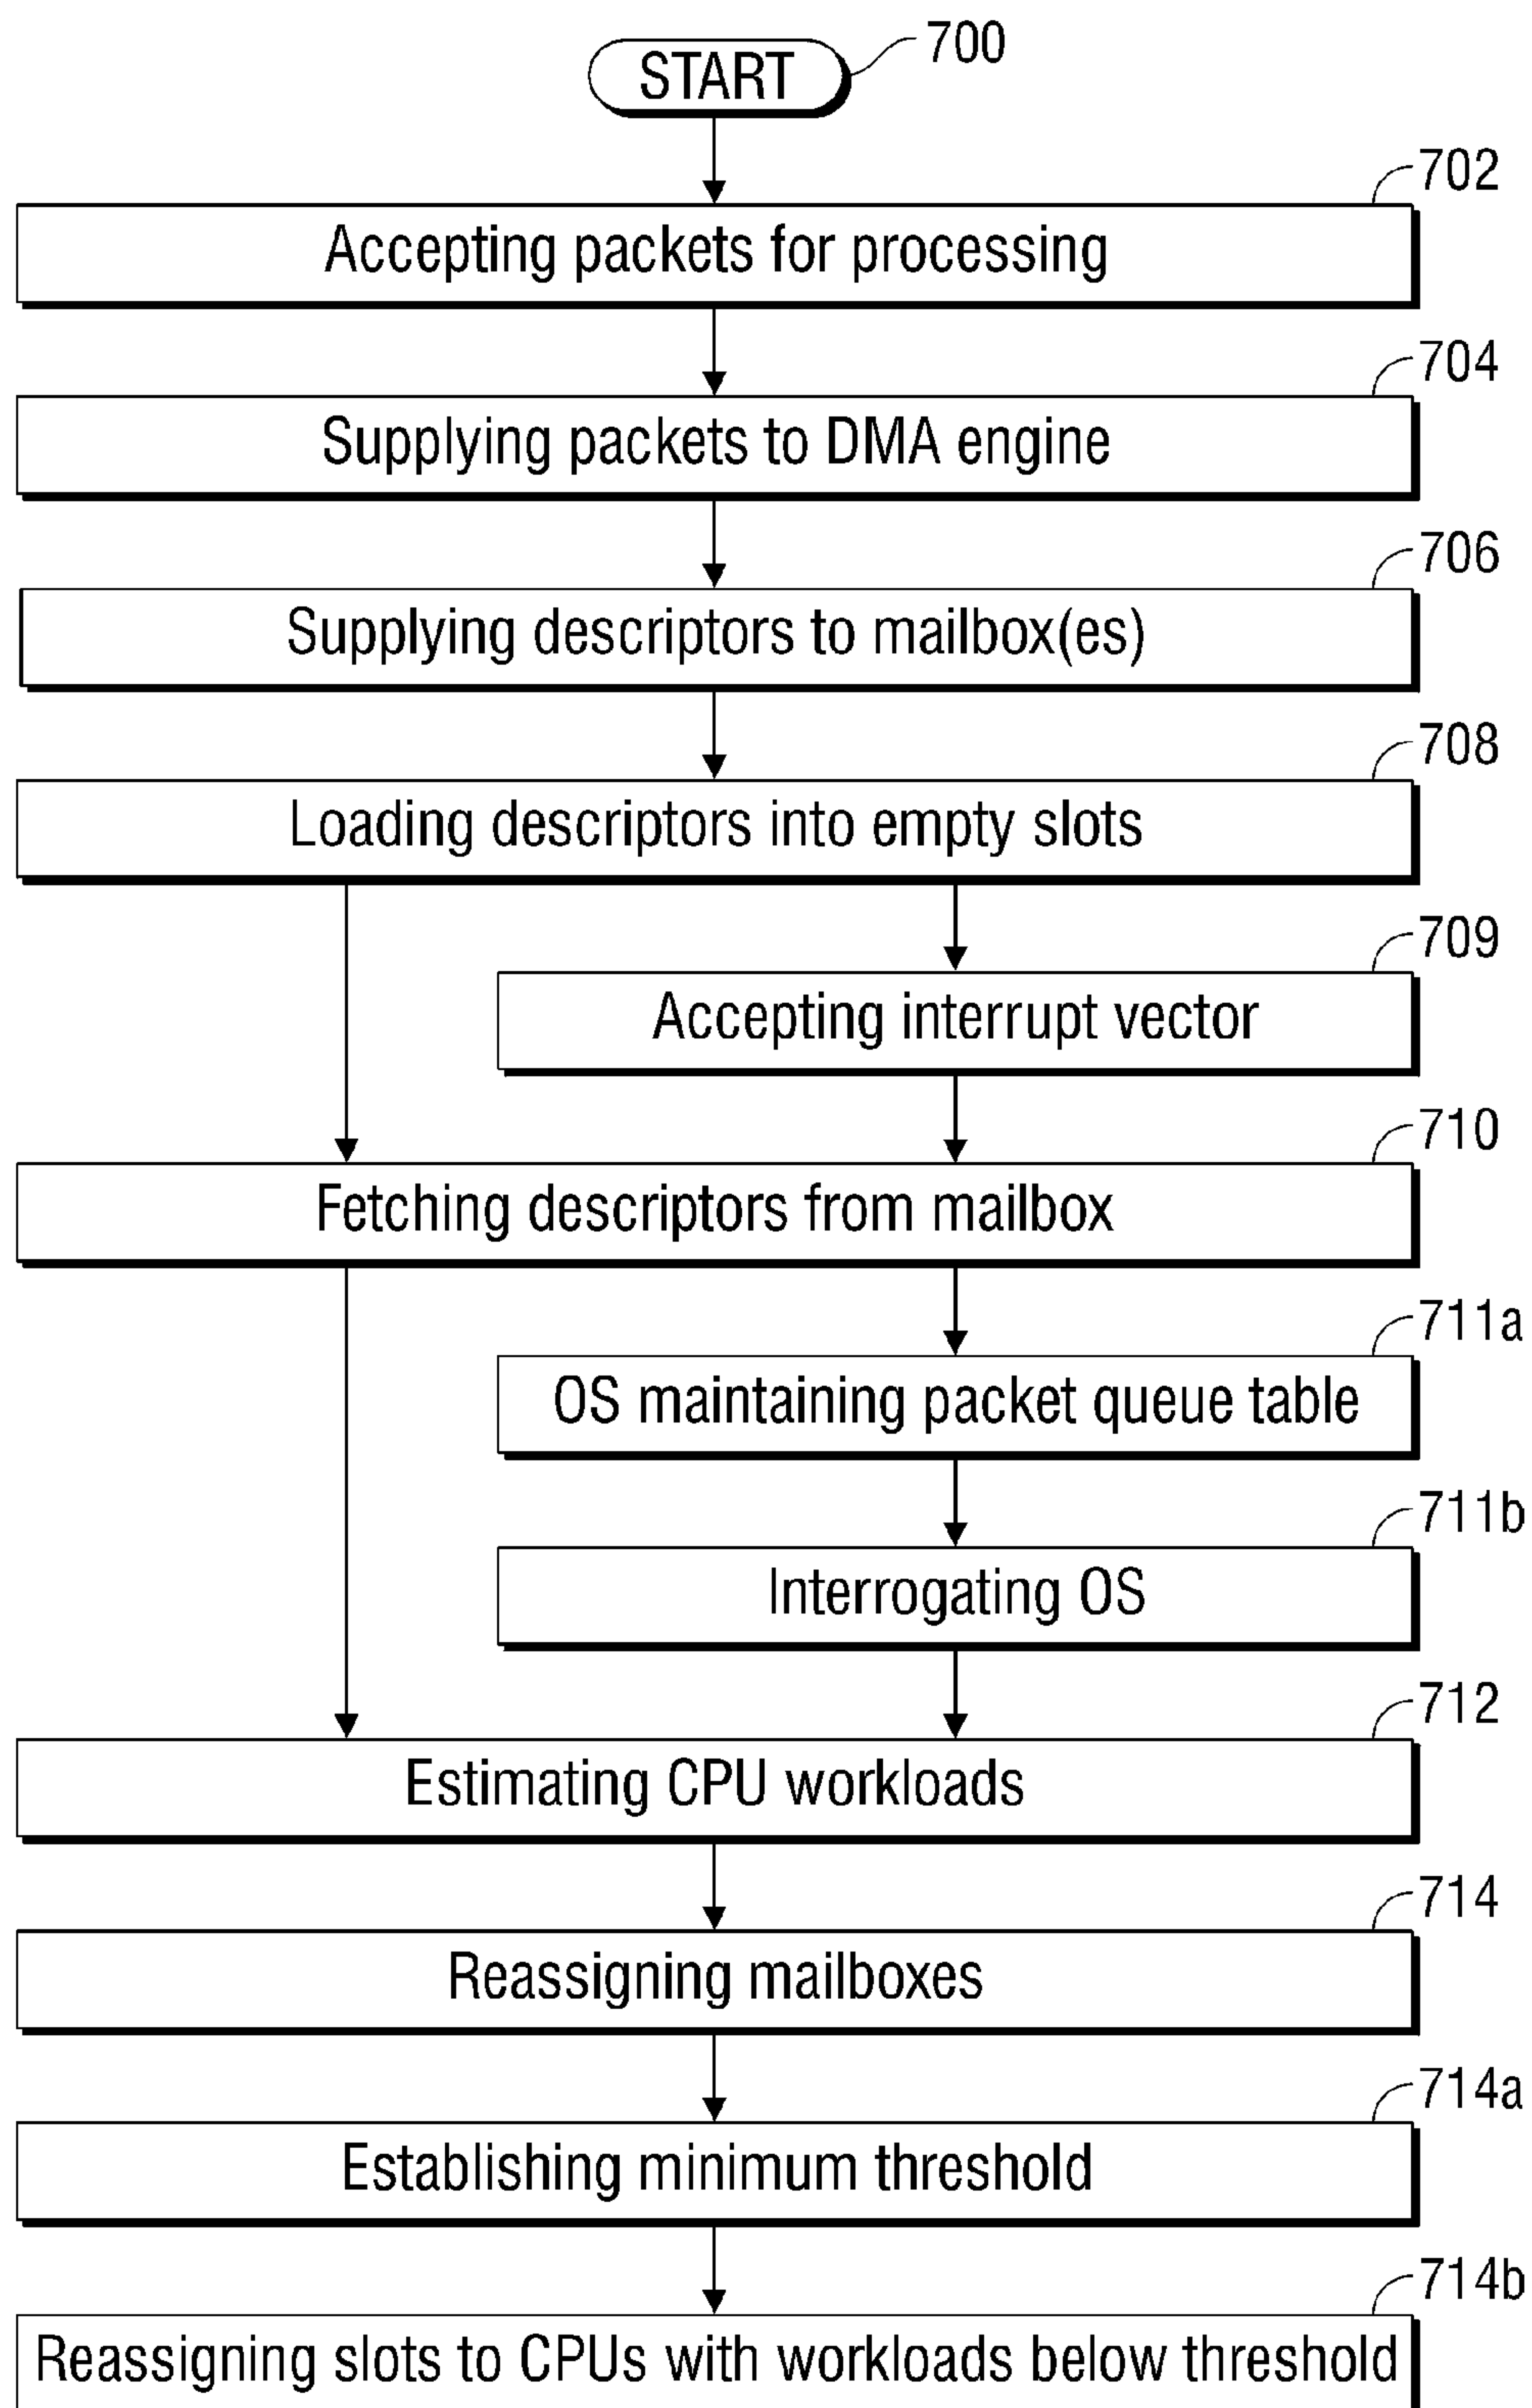 START
700
702
Accepting packets for processing
704
Supplying packets to DMA engine
706
Supplying descriptors to mailbox(es)
708
Loading descriptors into empty slots
709
Accepting interrupt vector
710
Fetching descriptors from mailbox
711a
OS maintaining packet queue table
711b
Interrogating OS
712
Estimating CPU workloads
714
Reassigning mailboxes
714a
Establishing minimum threshold
714b
Reassigning slots to CPUs with workloads below threshold